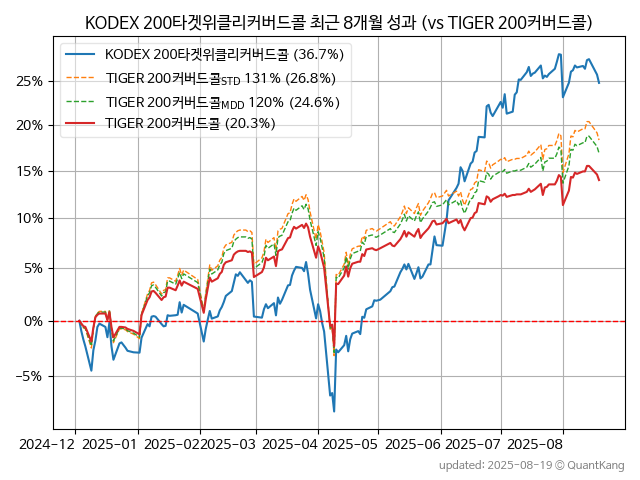 KODEX 200타겟위클리커버드콜 최근 8개월 성과 (vs TIGER 200커버드콜)
KODEX 200타겟위클리커버드콜 (36.7%)
TIGER 200커버드콜STD 131% (26.8%)
TIGER 200커버드콜MDD 120% (24.6%)
TIGER 200커버드콜 (20.3%)
25%
20%
15%
10%
5%
0%
−5%
2024-12 2025-01 2025-02 2025-03 2025-04 2025-05 2025-06 2025-07 2025-08
updated: 2025-08-19 © QuantKang